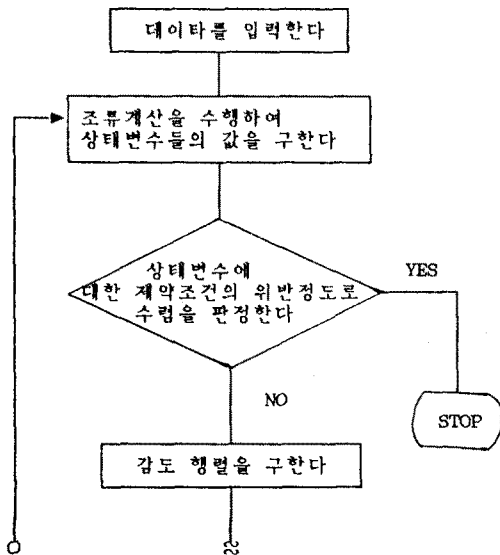 데이타를 입력한다
조류계산을 수행하여
상태변수들의 값을 구한다
상태변수에
대한 제약조건의 위반정도로
수렴을 판정한다
YES
NO
STOP
감도 행렬을 구한다